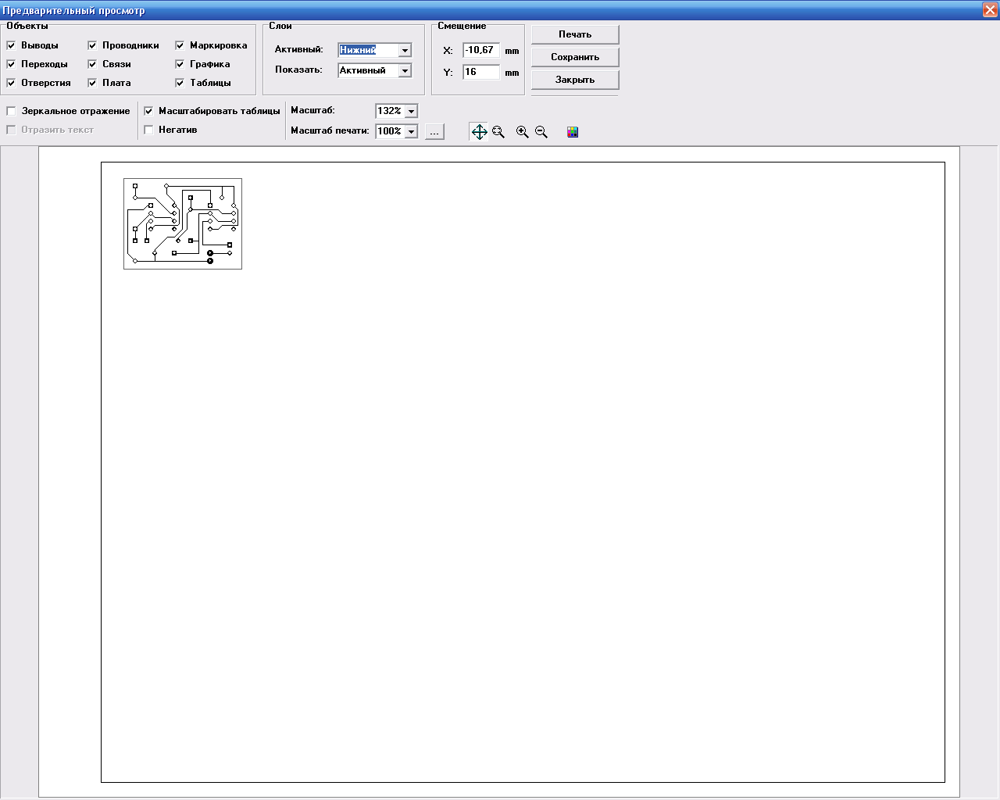 Предварительный просмотр
Объекты
Выводы
Проводники
Маркировка
Переходы
Связи
Графика
Отверстия
Плата
Таблицы
Слои
Активный: Нижний
Показать: Активный
Смещение
X: -10,67 mm
Y: 16 mm
Печать
Сохранить
Закрыть
Зеркальное отражение
Отразить текст
Масштабировать таблицы
Негатив
Масштаб: 132%
Масштаб печати: 100% ...